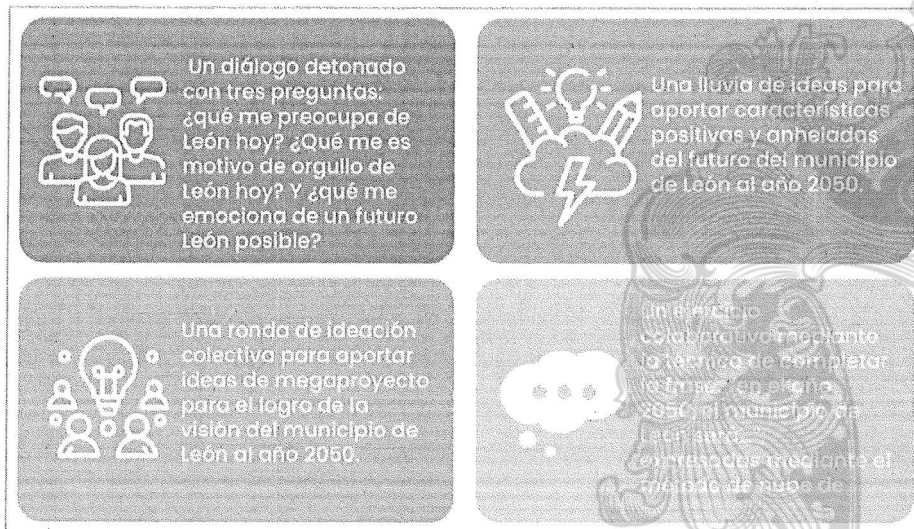 Un diálogo detonado
con tres preguntas:
¿qué me preocupa de
León hoy? ¿Qué me es
motivo de orgullo de
León hoy? Y ¿qué me
emociona de un futuro
León posible?
Una lluvia de ideas para
aportar características
positivas y anheladas
del futuro del municipio
de León al año 2050.
Una ronda de ideación
colectiva para aportar
ideas de megaproyecto
para el logro de la
visión del municipio de
León al año 2050.
Un ejercicio
colaborativo mediante
la técnica de completar
la frase: en el año
2050, el municipio de
León será...
expresadas mediante el
método de nube de